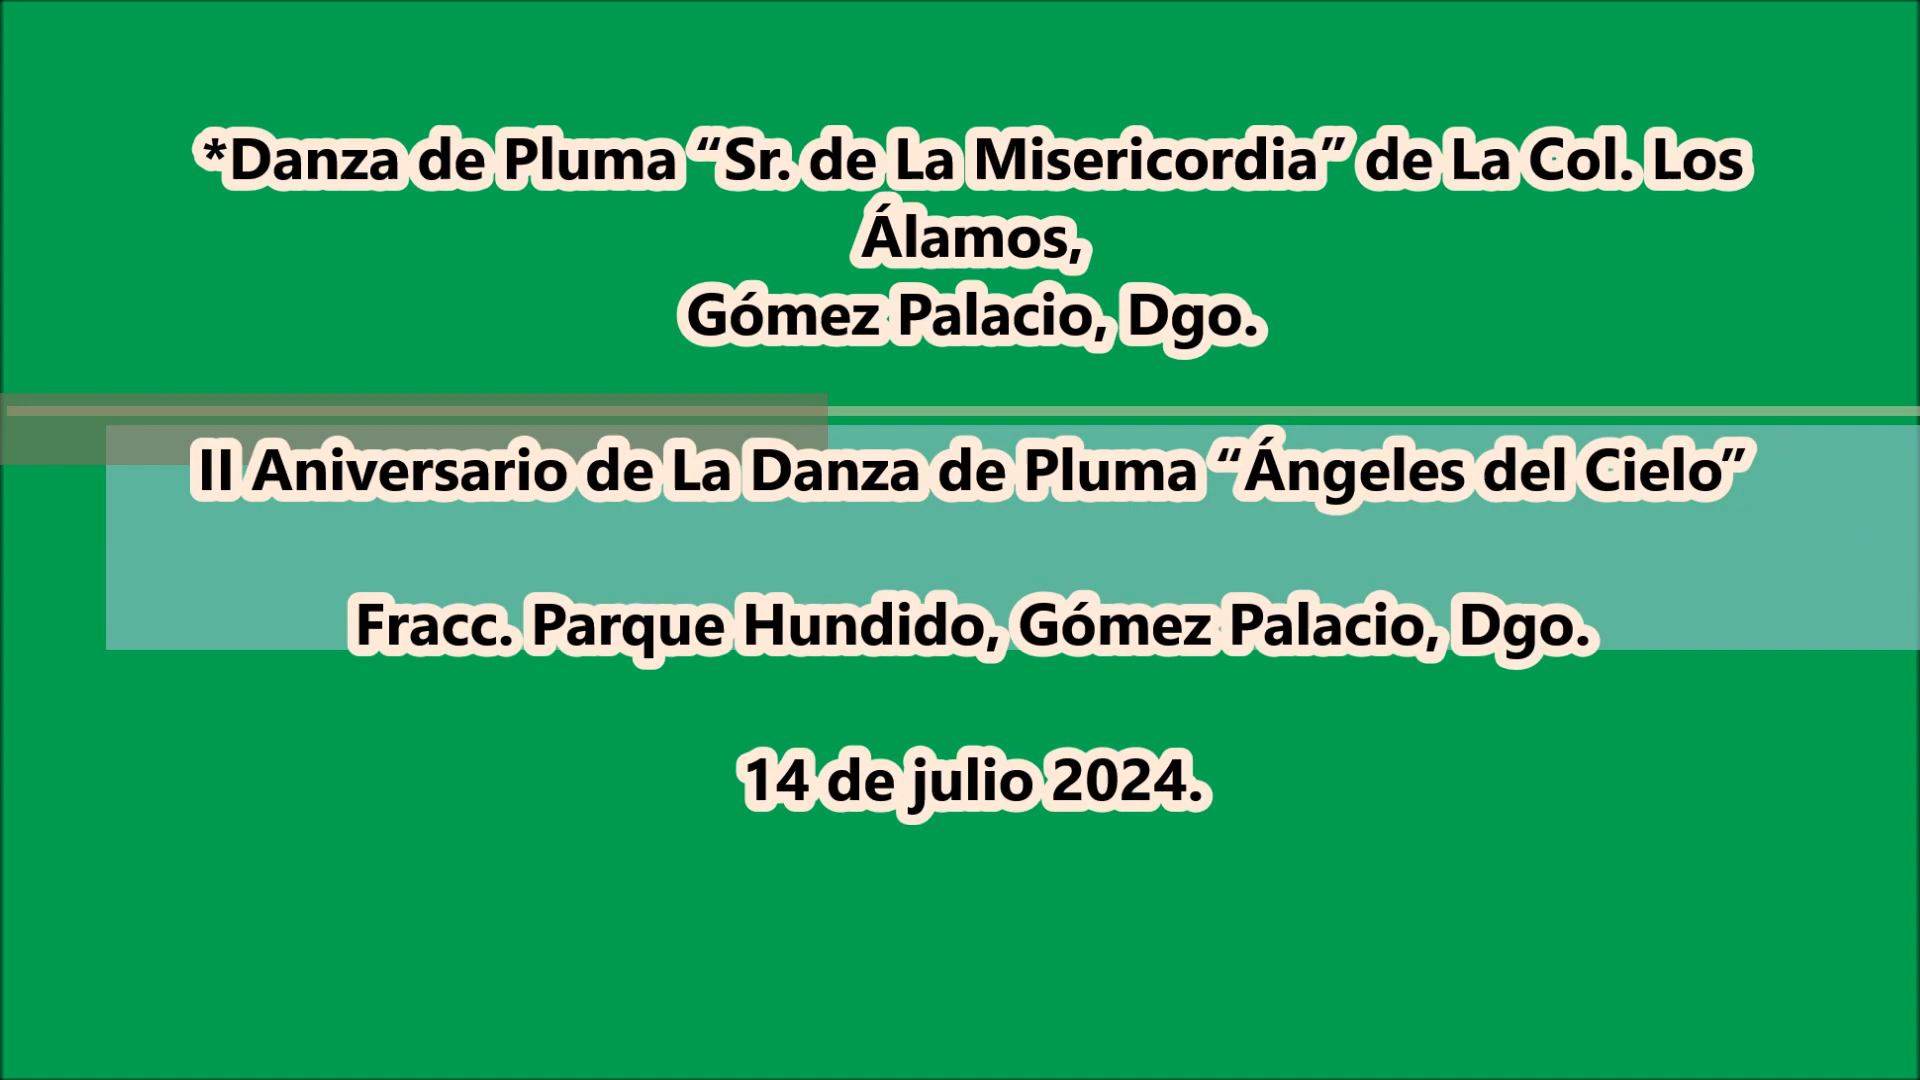 *Danza de Pluma “Sr. de La Misericordia” de La Col. Los
Álamos,
Gómez Palacio, Dgo.
II Aniversario de La Danza de Pluma “Ángeles del Cielo”
Fracc. Parque Hundido, Gómez Palacio, Dgo.
14 de julio 2024.